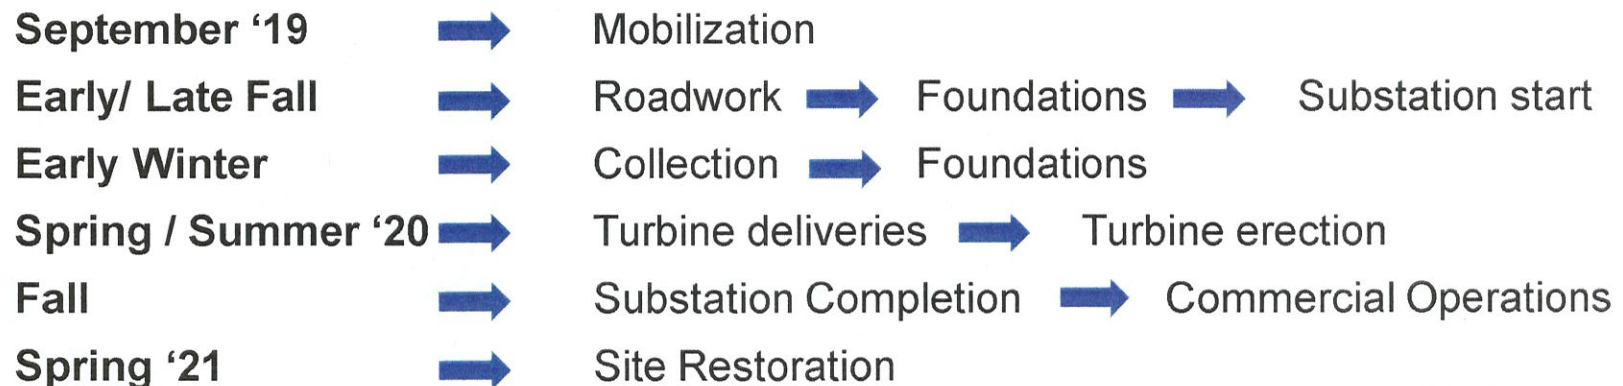 September ‘19 Mobilization
Early/ Late Fall Roadwork Foundations Substation start
Early Winter Collection Foundations
Spring / Summer ‘20 Turbine deliveries Turbine erection
Fall Substation Completion Commercial Operations
Spring ‘21 Site Restoration